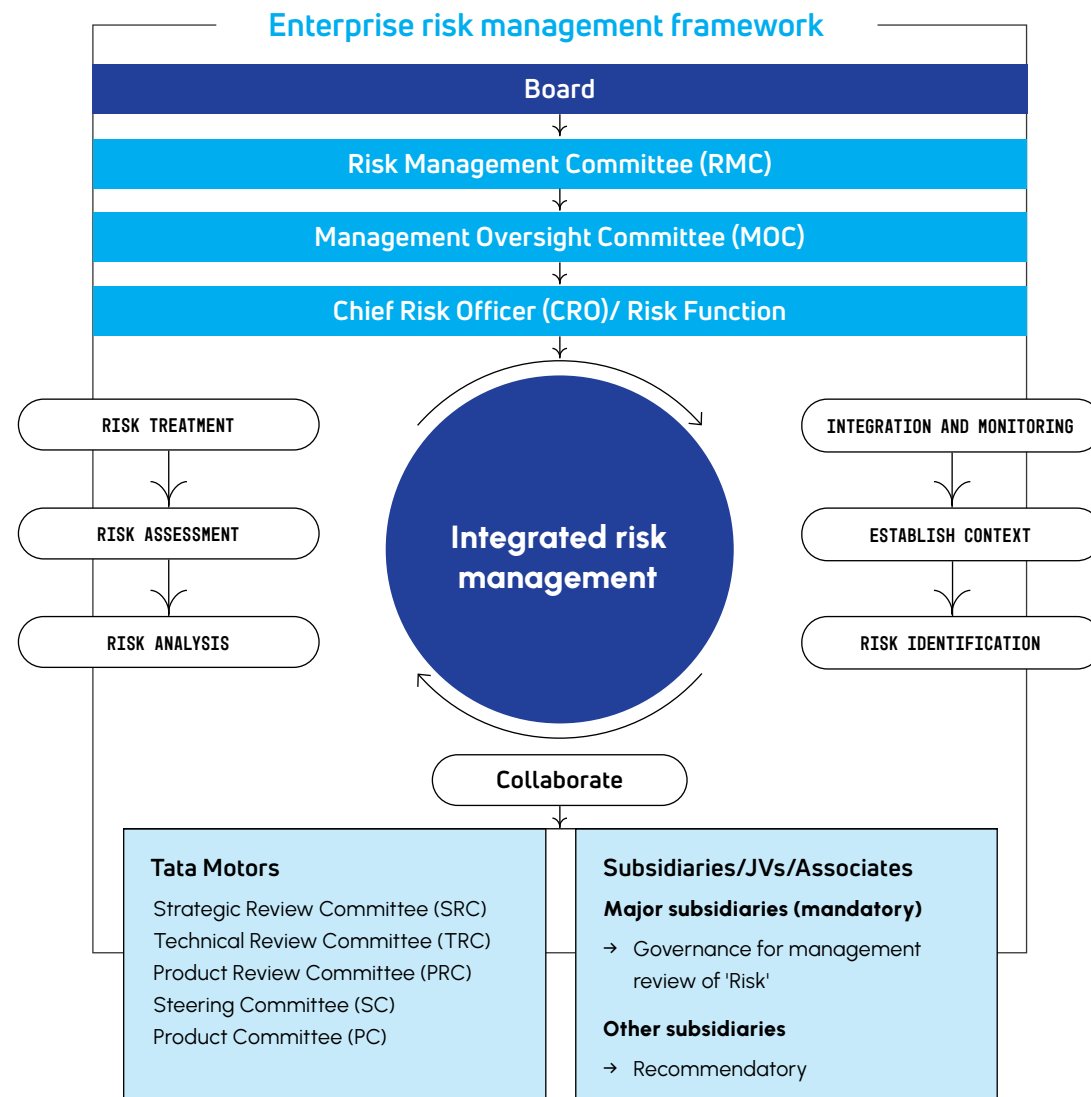 Enterprise risk management framework
Board
Risk Management Committee (RMC)
Management Oversight Committee (MOC)
Chief Risk Officer (CRO)/ Risk Function
RISK TREATMENT
RISK ASSESSMENT
RISK ANALYSIS
Integrated risk
management
INTEGRATION AND MONITORING
ESTABLISH CONTEXT
RISK IDENTIFICATION
Collaborate
Tata Motors
Strategic Review Committee (SRC)
Technical Review Committee (TRC)
Product Review Committee (PRC)
Steering Committee (SC)
Product Committee (PC)
Subsidiaries/JVs/Associates
Major subsidiaries (mandatory)
→ Governance for management
review of 'Risk'
Other subsidiaries
→ Recommendatory